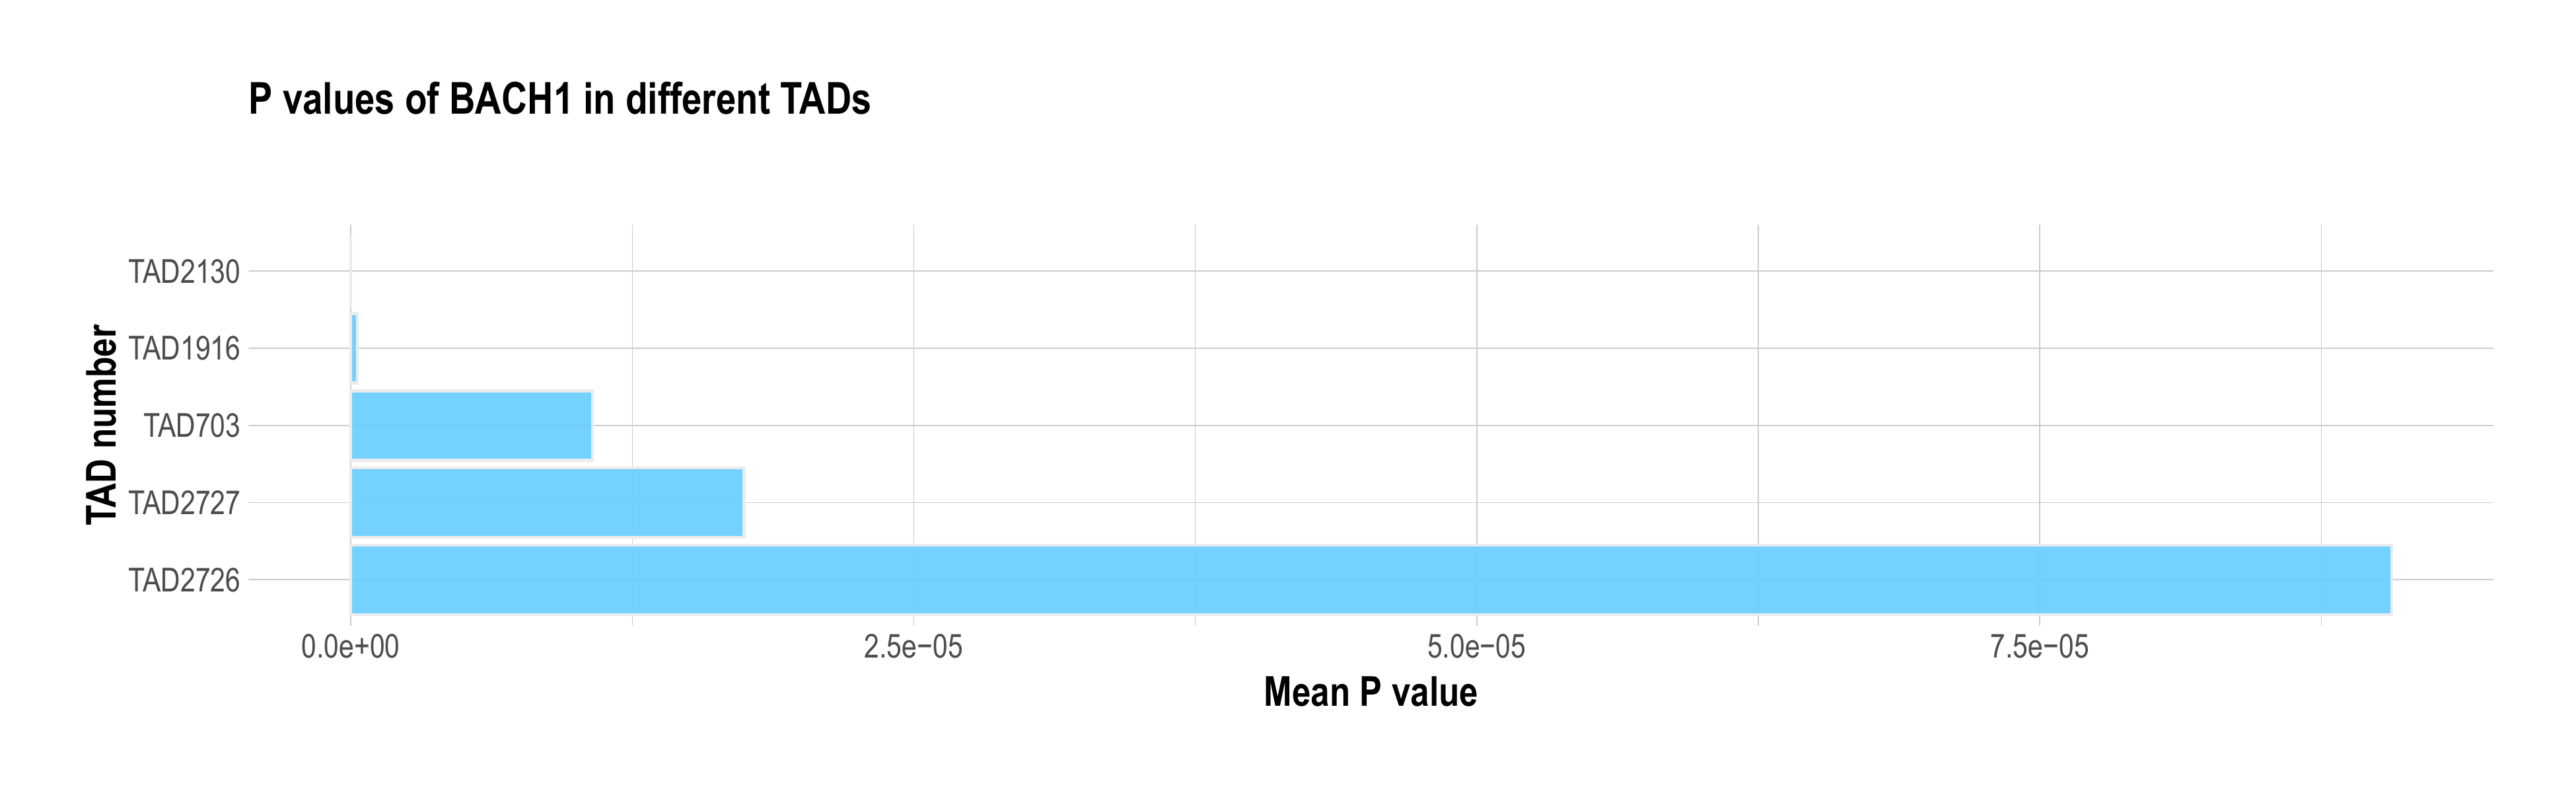 P values of BACH1 in different TADs
TAD number
TAD2130
TAD1916
TAD703
TAD2727
TAD2726
0.0e+00
2.5e−05
5.0e−05
7.5e−05
Mean P value